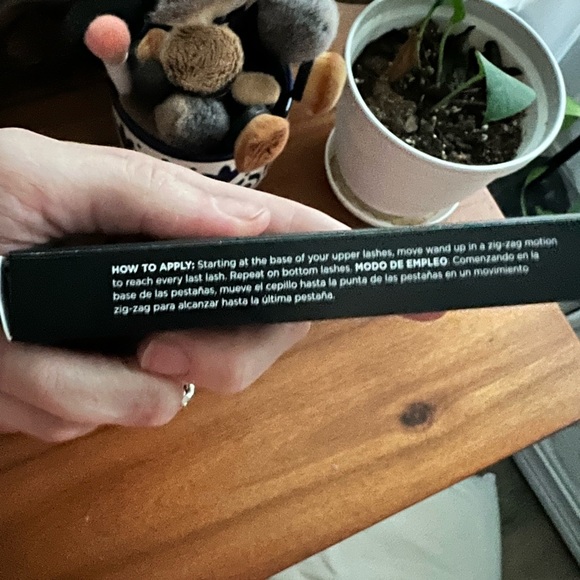 HOW TO APPLY: Starting at the base of your upper lashes, move wand up in a zig-zag motion
to reach every last lash. Repeat on bottom lashes. MODO DE EMPLEO: Comenzando en la
base de las pestañas, mueve el cepillo hasta la punta de las pestañas en un movimiento
zig-zag para alcanzar hasta la última pestaña.